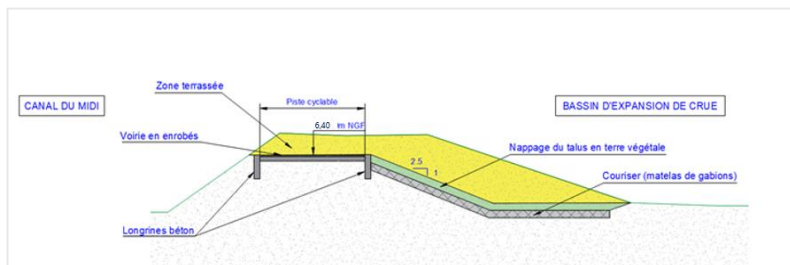 Zone terrassée
Piste cyclable
CANAL DU MIDI
BASSIN D'EXPANSION DE CRUE
6,40 m NGF
Voirie en enrobés
Nappage du talus en terre végétale
2.5
1
Couriser (matelas de gabions)
Longrines béton